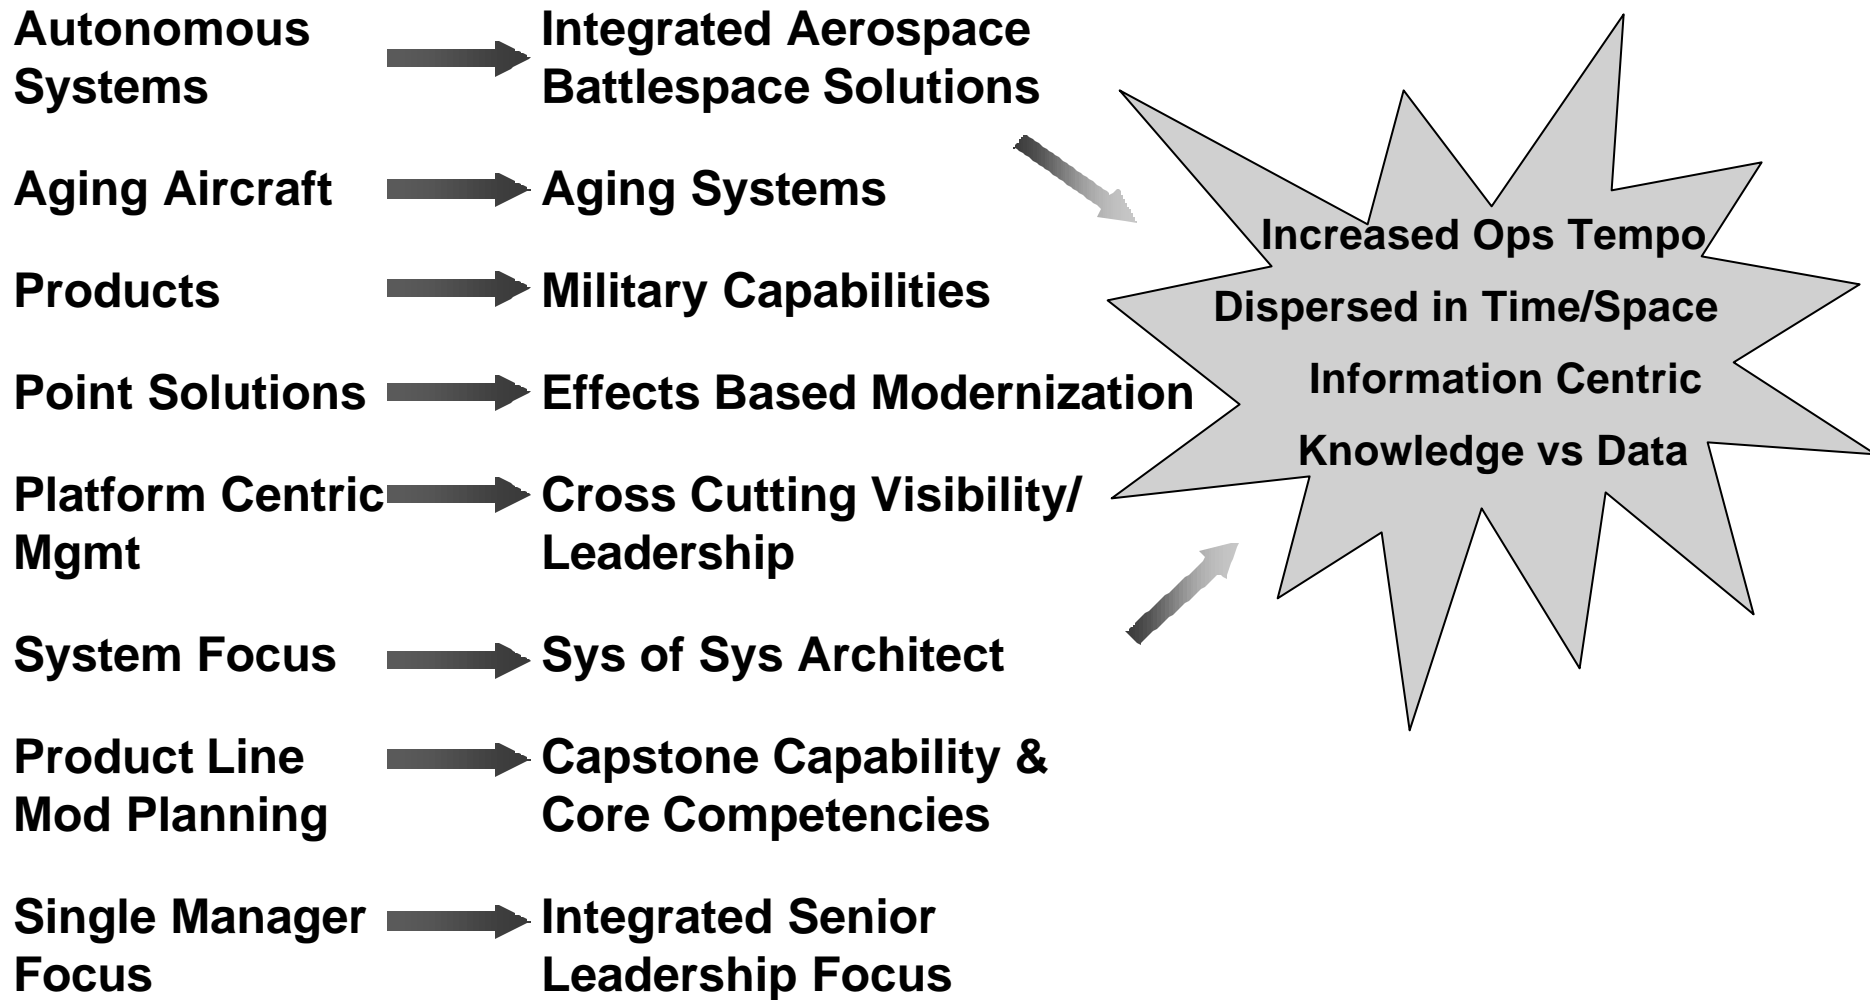 Autonomous
Systems
Integrated Aerospace
Battlespace Solutions
Aging Aircraft
Aging Systems
Products
Military Capabilities
Point Solutions
Effects Based Modernization
Platform Centric
Mgmt
Cross Cutting Visibility/
Leadership
System Focus
Sys of Sys Architect
Product Line
Mod Planning
Capstone Capability &
Core Competencies
Single Manager
Focus
Integrated Senior
Leadership Focus
Increased Ops Tempo
Dispersed in Time/Space
Information Centric
Knowledge vs Data